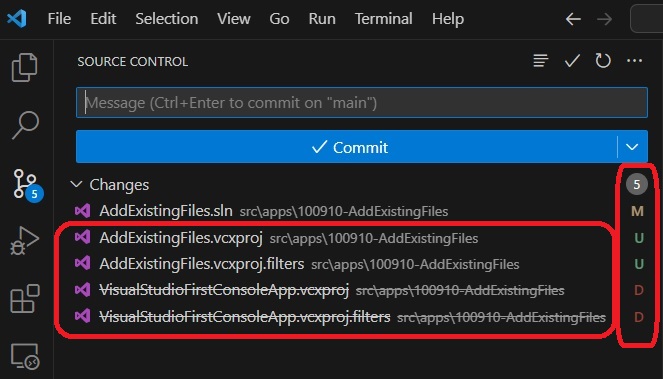 File Edit Selection View Go Run Terminal Help
SOURCE CONTROL
Message (Ctrl+Enter to commit on "main")
Commit
Changes 5
AddExistingFiles.sln src\apps\100910-AddExistingFiles M
AddExistingFiles.vcxproj src\apps\100910-AddExistingFiles U
AddExistingFiles.vcxproj.filters src\apps\100910-AddExistingFiles U
VisualStudioFirstConsoleApp.vcxproj src\apps\100910-AddExistingFiles D
VisualStudioFirstConsoleApp.vcxproj.filters src\apps\100910-AddExistingFiles D
5